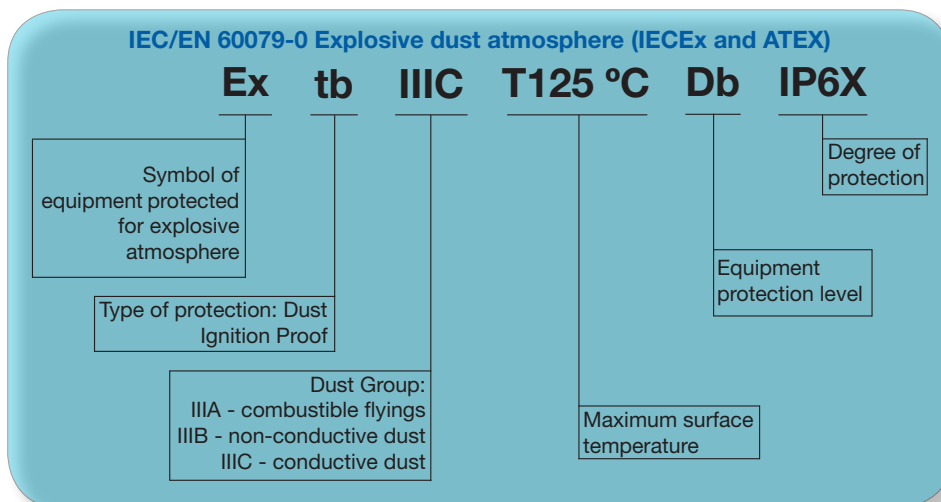 IEC/EN 60079-0 Explosive dust atmosphere (IECEx and ATEX)
Ex tb IIIC T125 ºC Db IP6X
Symbol of
equipment protected
for explosive
atmosphere
Type of protection: Dust
Ignition Proof
Dust Group:
IIIA - combustible flyings
IIIB - non-conductive dust
IIIC - conductive dust
Maximum surface
temperature
Equipment
protection level
Degree of
protection